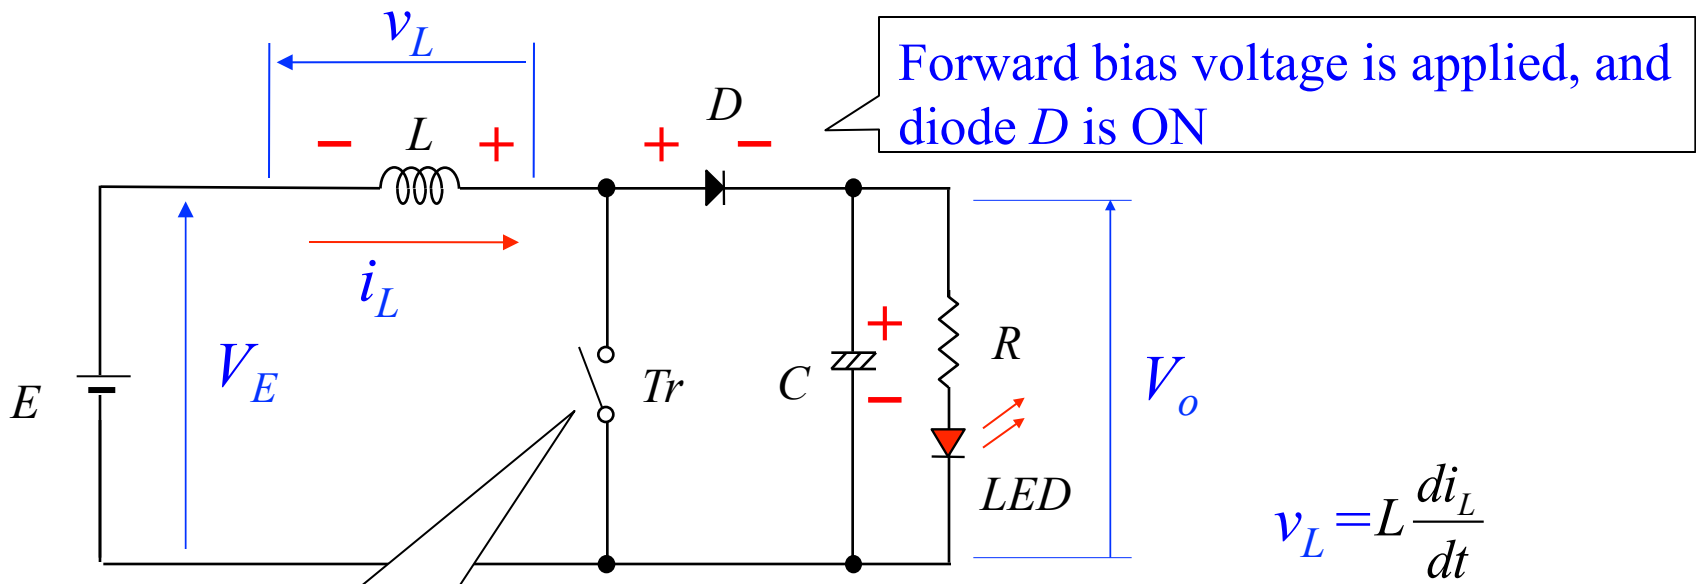 v_L
Forward bias voltage is applied, and
diode D is ON
D
− L +
+ −
i_L
V_E
E
Tr
C
+
−
R
V_o
LED
v_L = L di_L/dt